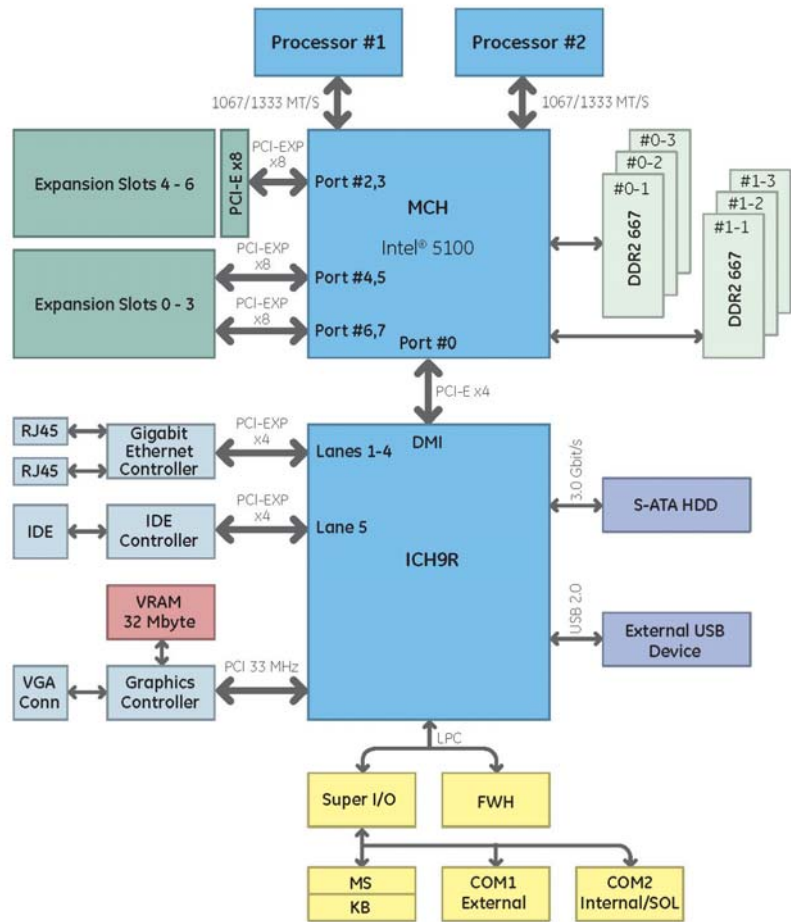 Processor #1
Processor #2
1067/1333 MT/S
1067/1333 MT/S
Expansion Slots 4 - 6
PCI-E x8
PCI-EXP
x8
Port #2,3
MCH
Intel® 5100
#0-3
#0-2
#0-1
DDR2 667
#1-3
#1-2
#1-1
DDR2 667
Expansion Slots 0 - 3
PCI-EXP
x8
Port #4,5
PCI-EXP
x8
Port #6,7
Port #0
PCI-E x4
RJ45
RJ45
Gigabit
Ethernet
Controller
PCI-EXP
x4
Lanes 1-4
DMI
3.0 Gbit/s
S-ATA HDD
IDE
IDE
Controller
PCI-EXP
x4
Lane 5
ICH9R
VRAM
32 Mbyte
USB 2.0
External USB
Device
VGA
Conn
Graphics
Controller
PCI 33 MHz
LPC
Super I/O
FWH
MS
KB
COM1
External
COM2
Internal/SOL